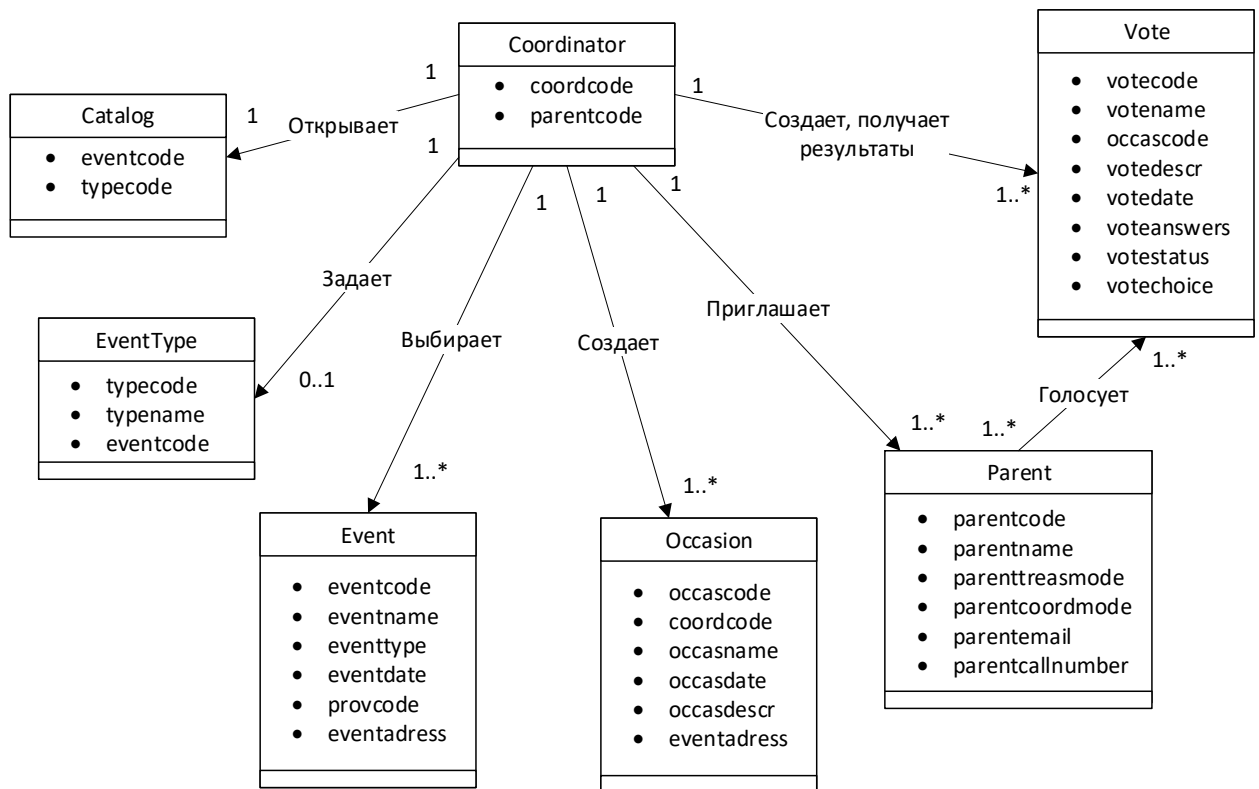 Coordinator
• coordcode
• parentcode
Vote
• votecode
• votename
• occascode
• votedescr
• votedate
• voteanswers
• votestatus
• votechoice
Catalog
• eventcode
• typecode
1
Открывает
1
1
Создает, получает
результаты
1..*
1
Задает
0..1
EventType
• typecode
• typename
• eventcode
1
Выбирает
1..*
1
Создает
1..*
1
Приглашает
1..*
1..*
Голосует
1..*
Event
• eventcode
• eventname
• eventtype
• eventdate
• provcode
• eventadress
Occasion
• occascode
• coordcode
• occasname
• occasdate
• occasdescr
• eventadress
Parent
• parentcode
• parentname
• parenttreasmode
• parentcoordmode
• parentemail
• parentcallnumber